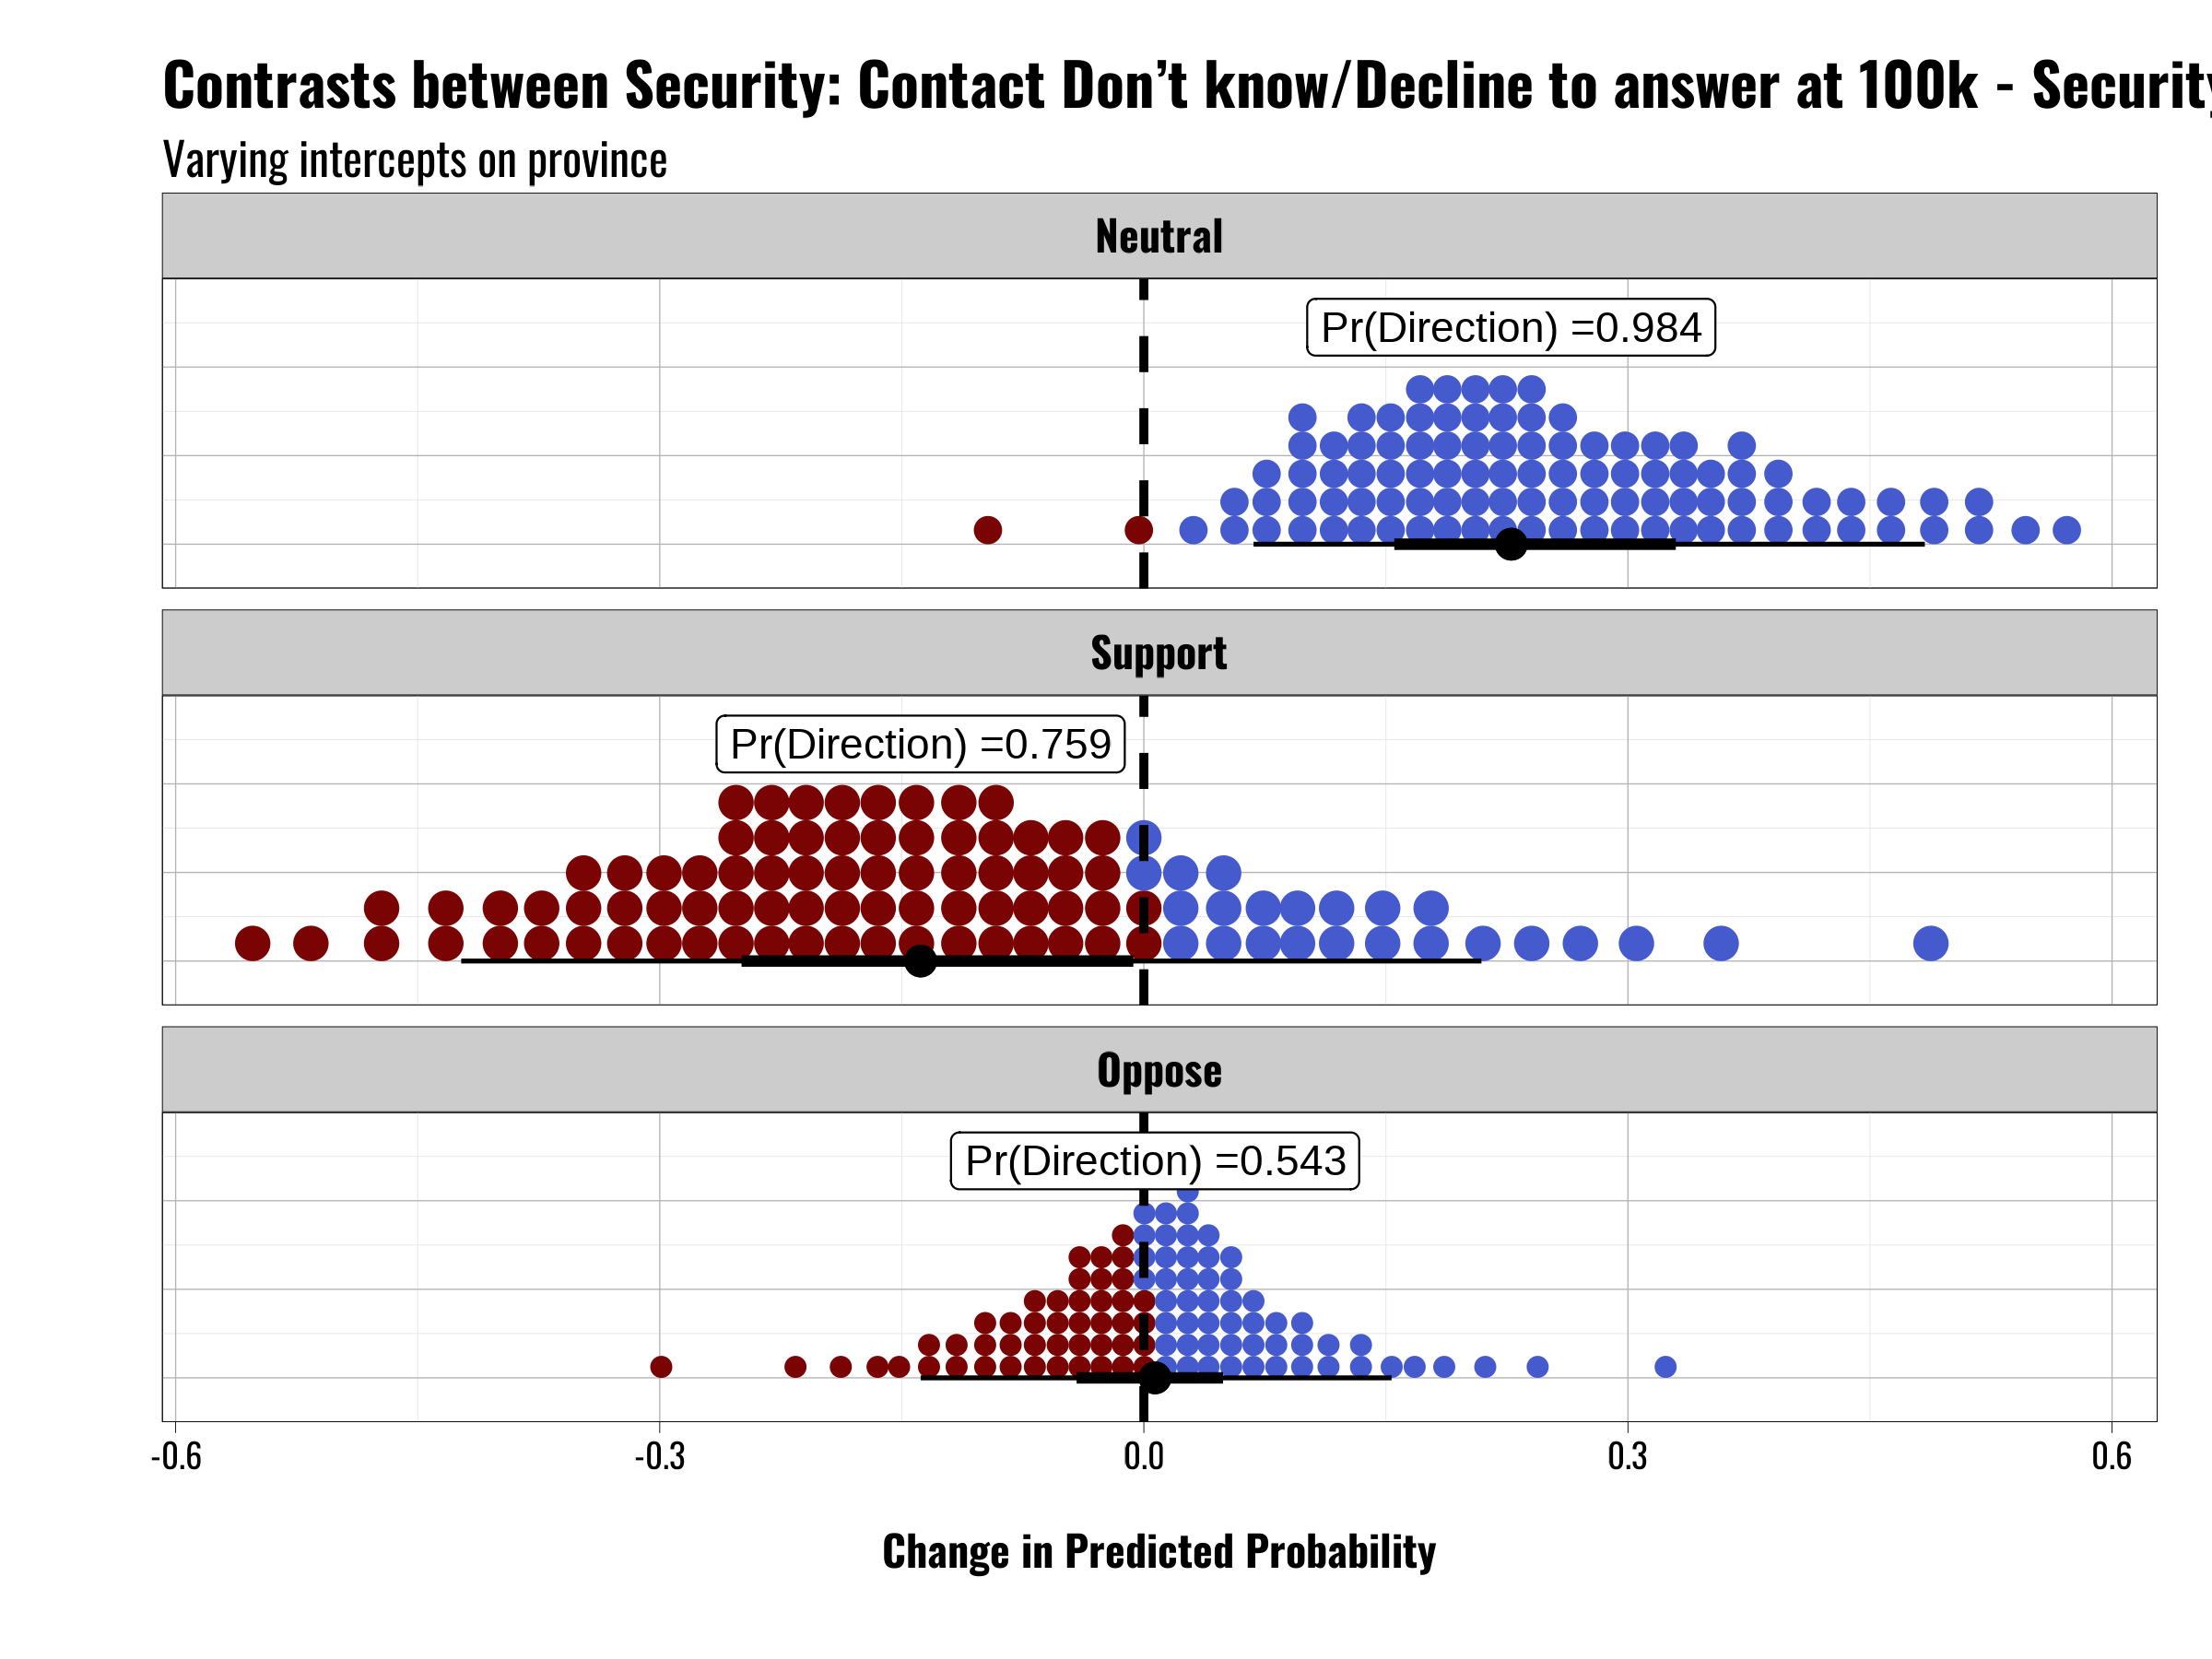 Contrasts between Security: Contact Don’t know/Decline to answer at 100k - Security
Varying intercepts on province
Neutral
Pr(Direction) =0.984
Support
Pr(Direction) =0.759
Oppose
Pr(Direction) =0.543
-0.6 -0.3 0.0 0.3 0.6
Change in Predicted Probability